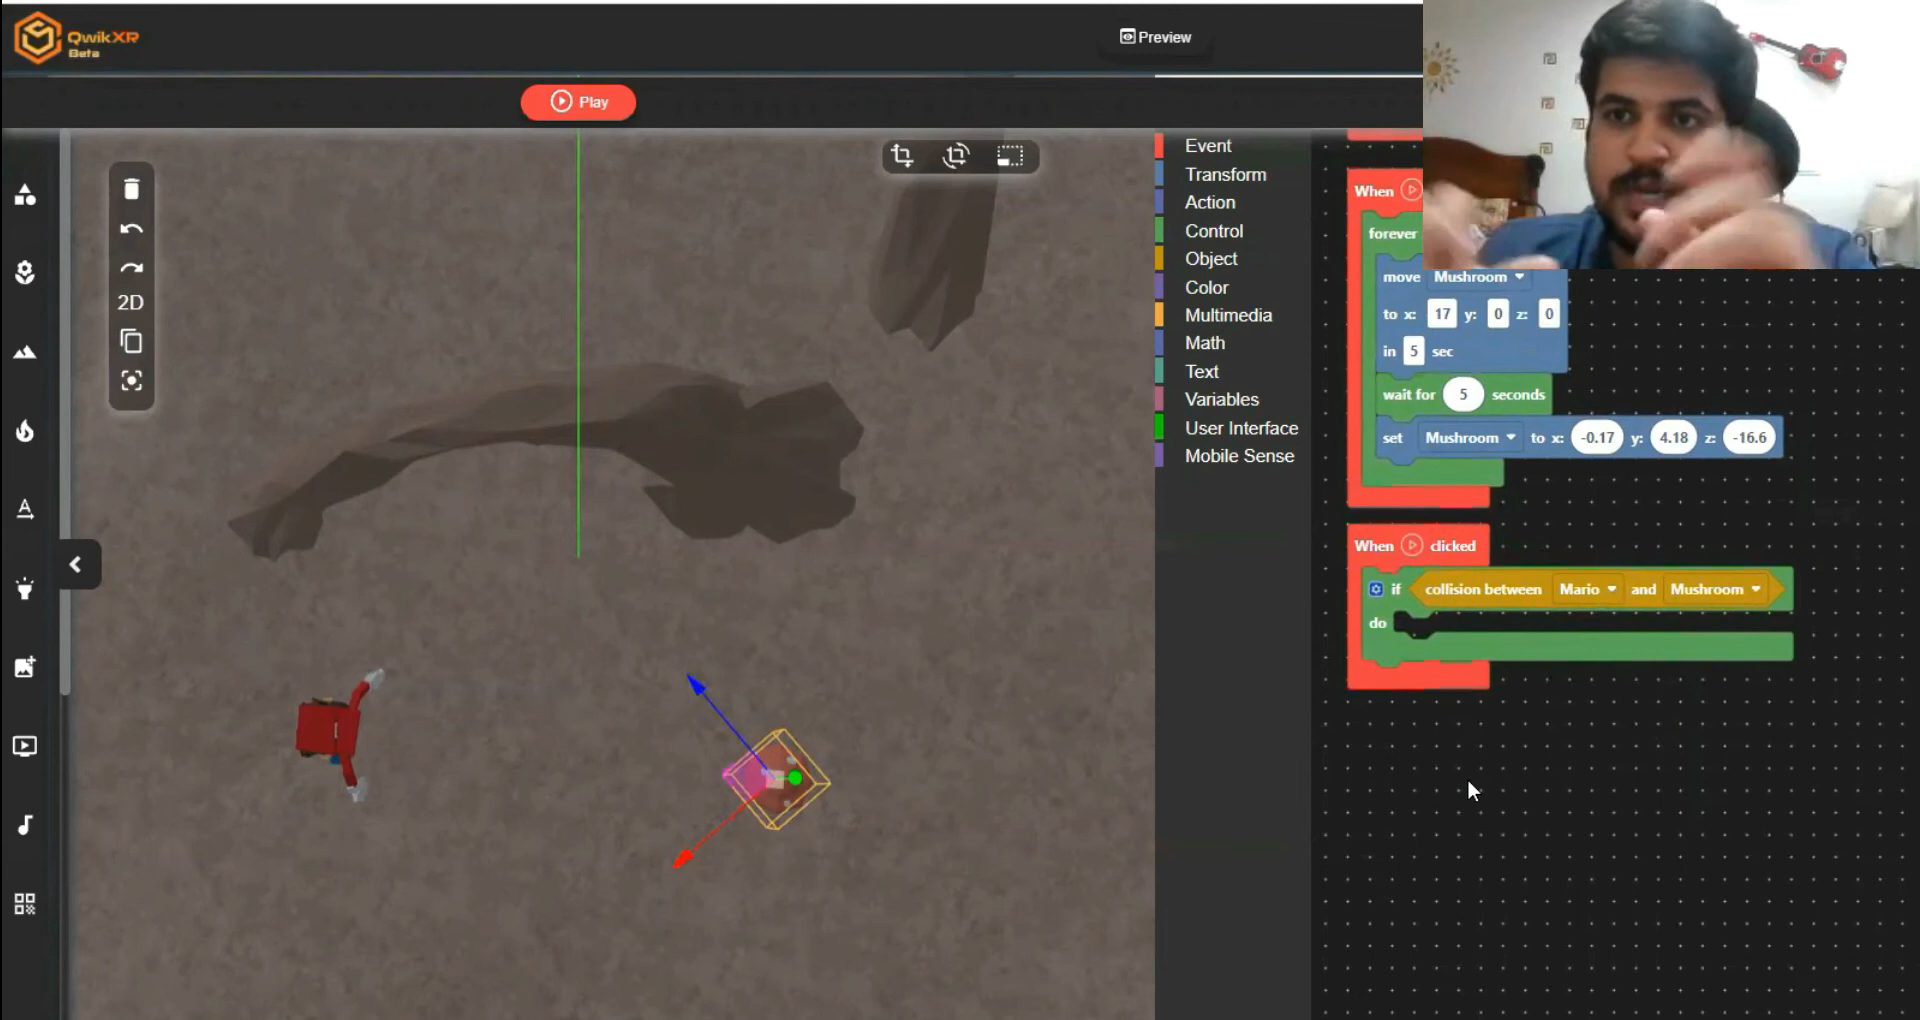 QwikXR
Beta
Preview
Play
2D
Event
Transform
Action
Control
Object
Color
Multimedia
Math
Text
Variables
User Interface
Mobile Sense
When
forever
move Mushroom
to x: 17 y: 0 z: 0
in 5 sec
wait for 5 seconds
set Mushroom to x: -0.17 y: 4.18 z: -16.6
When clicked
if collision between Mario and Mushroom
do